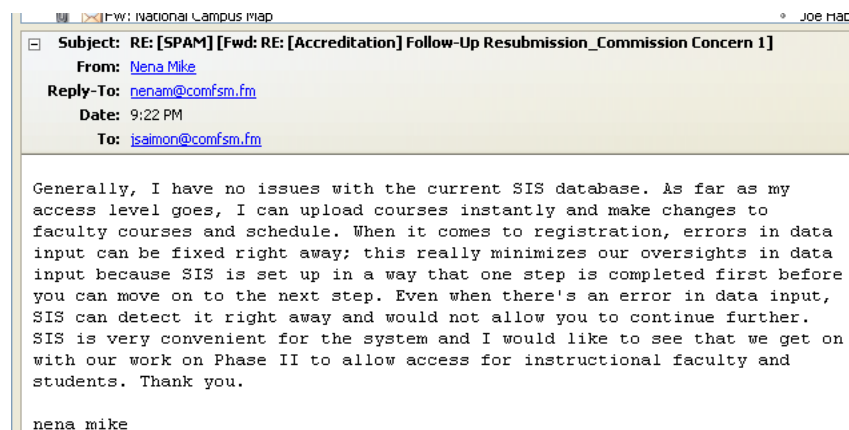 Fw: National Campus Map Joe Hab
Subject: RE: [SPAM] [Fwd: RE: [Accreditation] Follow-Up Resubmission_Commission Concern 1]
From: Nena Mike
Reply-To: nenam@comfsm.fm
Date: 9:22 PM
To: jsaimon@comfsm.fm
Generally, I have no issues with the current SIS database. As far as my
access level goes, I can upload courses instantly and make changes to
faculty courses and schedule. When it comes to registration, errors in data
input can be fixed right away; this really minimizes our oversights in data
input because SIS is set up in a way that one step is completed first before
you can move on to the next step. Even when there's an error in data input,
SIS can detect it right away and would not allow you to continue further.
SIS is very convenient for the system and I would like to see that we get on
with our work on Phase II to allow access for instructional faculty and
students. Thank you.
nena mike